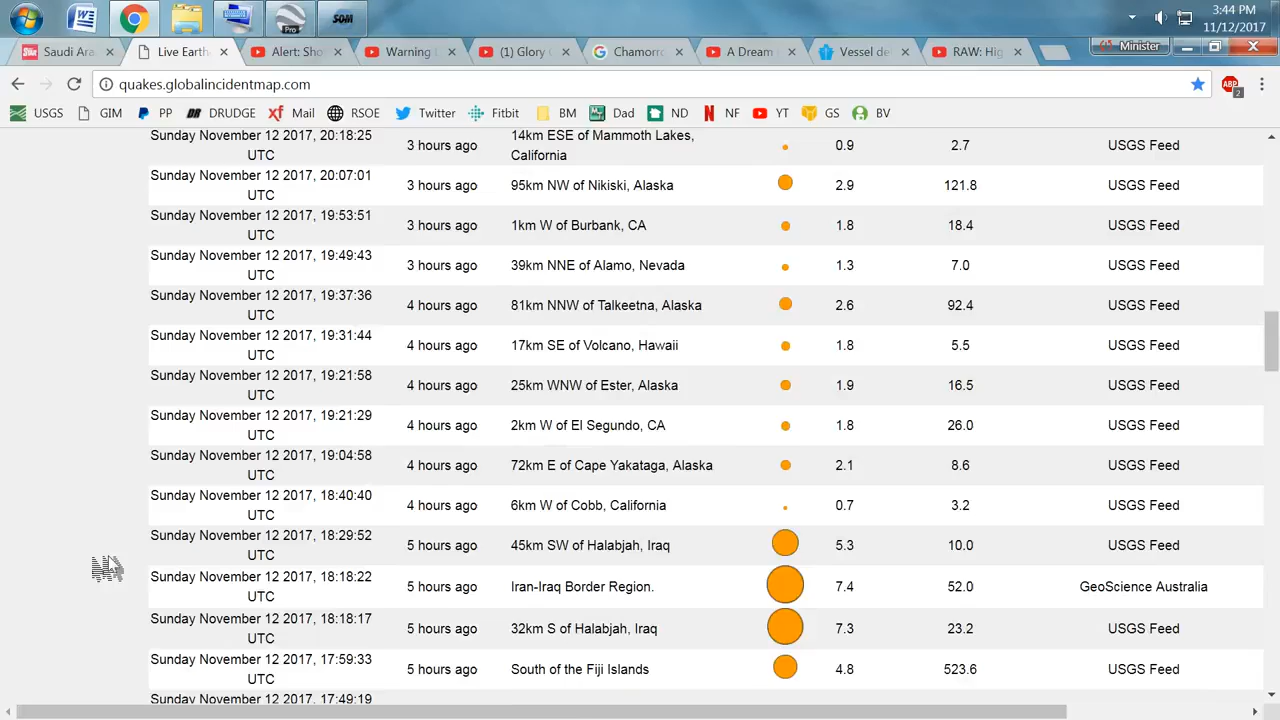 3:44 PM
11/12/2017
Saudi Ara
Live Earth
Alert: Sho
Warning
(1) Glory
Chamorr
A Dream
Vessel de
RAW: Hig
Minister
quakes.globalincidentmap.com
USGS GIM PP DRUDGE Mail RSOE Twitter Fitbit BM Dad ND NF YT GS BV
Sunday November 12 2017, 20:18:25 UTC 3 hours ago 14km ESE of Mammoth Lakes, California 0.9 2.7 USGS Feed
Sunday November 12 2017, 20:07:01 UTC 3 hours ago 95km NW of Nikiski, Alaska 2.9 121.8 USGS Feed
Sunday November 12 2017, 19:53:51 UTC 3 hours ago 1km W of Burbank, CA 1.8 18.4 USGS Feed
Sunday November 12 2017, 19:49:43 UTC 3 hours ago 39km NNE of Alamo, Nevada 1.3 7.0 USGS Feed
Sunday November 12 2017, 19:37:36 UTC 4 hours ago 81km NNW of Talkeetna, Alaska 2.6 92.4 USGS Feed
Sunday November 12 2017, 19:31:44 UTC 4 hours ago 17km SE of Volcano, Hawaii 1.8 5.5 USGS Feed
Sunday November 12 2017, 19:21:58 UTC 4 hours ago 25km WNW of Ester, Alaska 1.9 16.5 USGS Feed
Sunday November 12 2017, 19:21:29 UTC 4 hours ago 2km W of El Segundo, CA 1.8 26.0 USGS Feed
Sunday November 12 2017, 19:04:58 UTC 4 hours ago 72km E of Cape Yakataga, Alaska 2.1 8.6 USGS Feed
Sunday November 12 2017, 18:40:40 UTC 4 hours ago 6km W of Cobb, California 0.7 3.2 USGS Feed
Sunday November 12 2017, 18:29:52 UTC 5 hours ago 45km SW of Halabjah, Iraq 5.3 10.0 USGS Feed
Sunday November 12 2017, 18:18:22 UTC 5 hours ago Iran-Iraq Border Region. 7.4 52.0 GeoScience Australia
Sunday November 12 2017, 18:18:17 UTC 5 hours ago 32km S of Halabjah, Iraq 7.3 23.2 USGS Feed
Sunday November 12 2017, 17:59:33 UTC 5 hours ago South of the Fiji Islands 4.8 523.6 USGS Feed
Sunday November 12 2017, 17:49:19